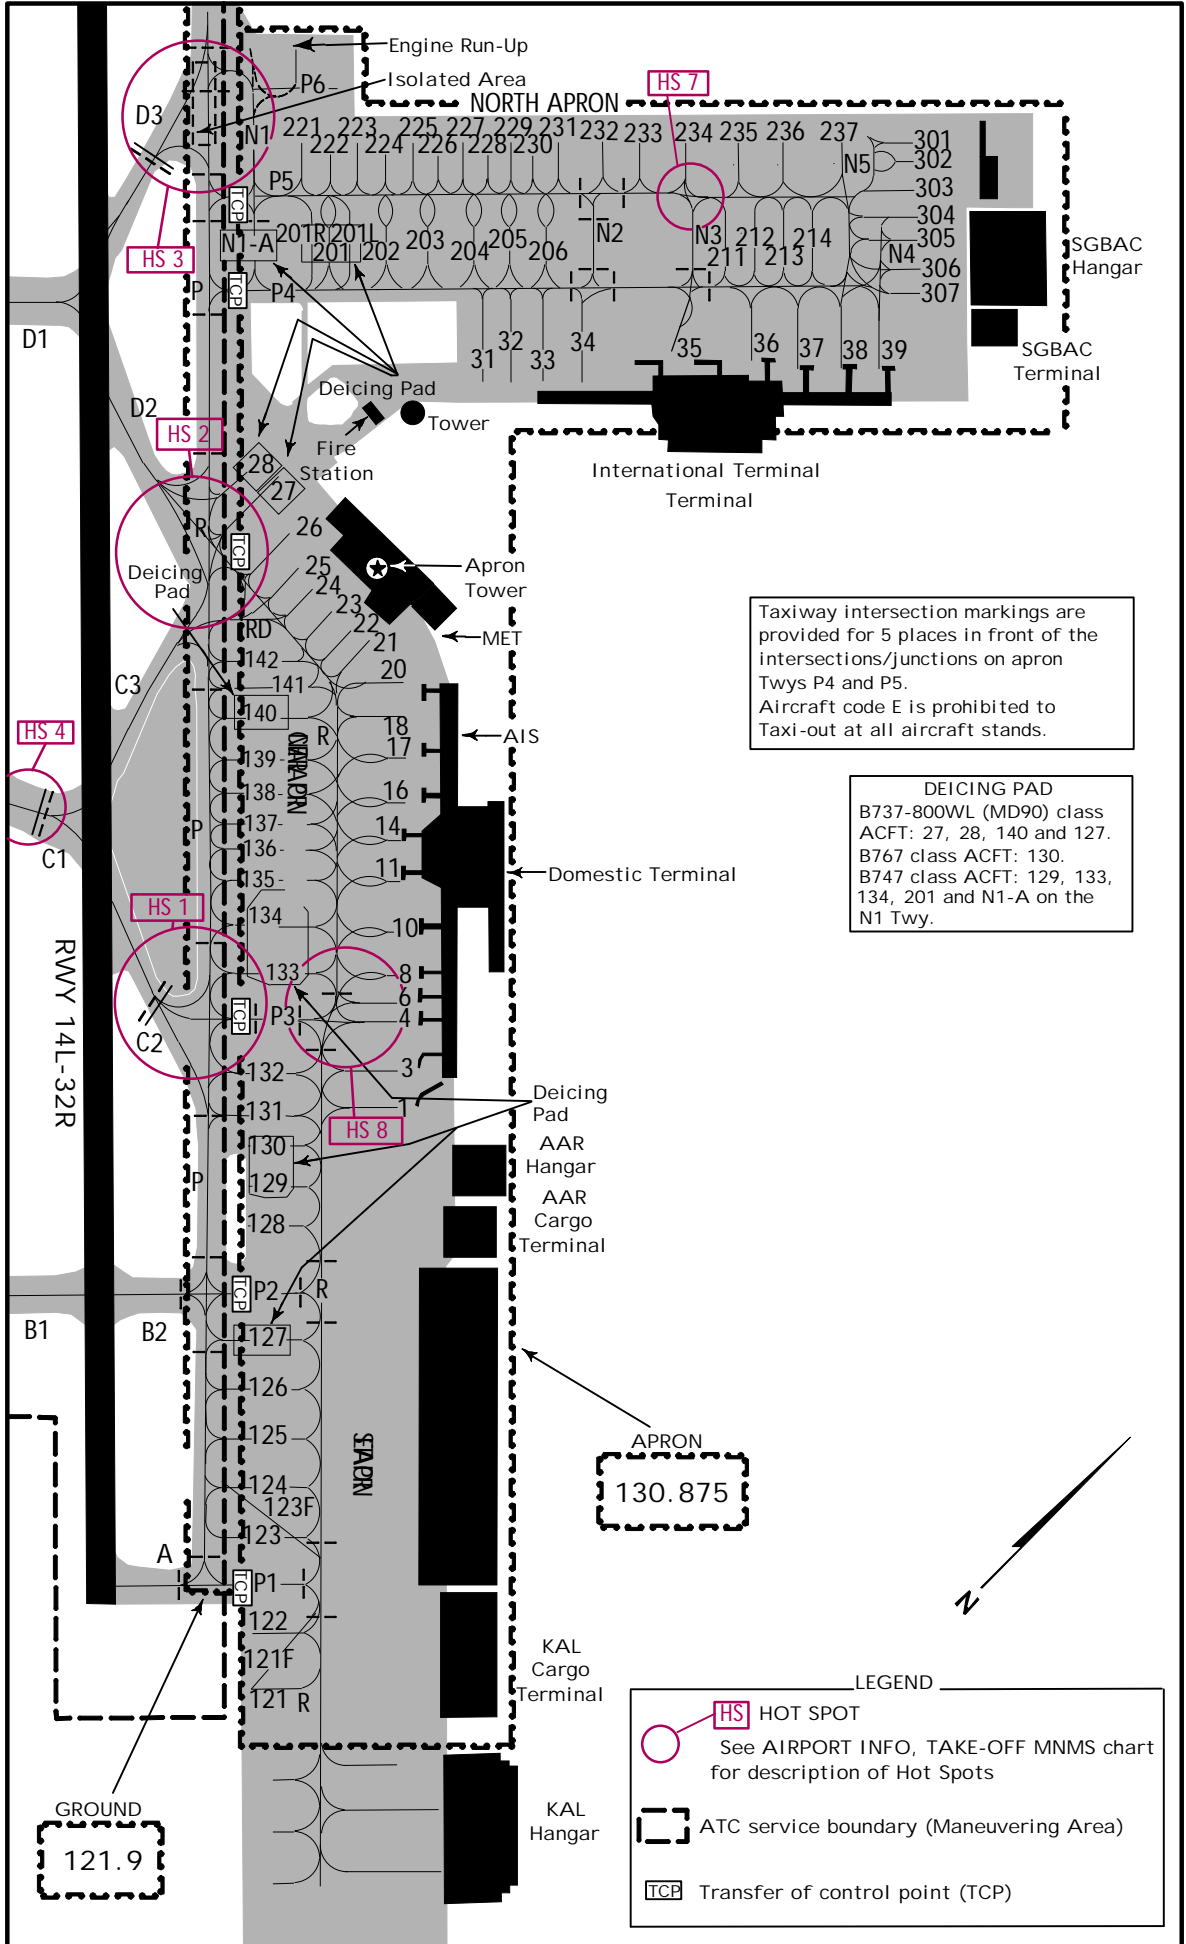 Engine Run-Up
P6
Isolated Area
HS 7
NORTH APRON
D3
N1
221
223
225
227
229
231
232
233
234
235
236
237
301
222
224
226
228
230
N5
302
P5
303
TCP
304
201R
201L
203
205
N2
N3
212
214
305
N1-A
201
202
204
206
211
213
N4
SGBAC
Hangar
HS 3
306
P
TCP
P4
307
D1
31
32
33
34
35
36
37
38
39
SGBAC
Terminal
Deicing Pad
D2
Tower
HS 2
Fire
Station
28
27
International Terminal
Terminal
R
26
TCP
Deicing
Pad
25
24
23
22
21
20
Apron
Tower
MET
RD
142
141
140
C3
HS 4
R
18
17
AIS
139
138
16
P
137
14
136
C1
135
11
Domestic Terminal
HS 1
134
10
133
8
6
TCP
P3
4
C2
RWY 14L-32R
132
3
131
1
HS 8
Deicing
Pad
130
129
AAR
Hangar
P
128
AAR
Cargo
Terminal
TCP
P2
R
B1
B2
127
126
125
124
123F
123
A
TCP
P1
122
121F
121
R
APRON
130.875
Taxiway intersection markings are
provided for 5 places in front of the
intersections/junctions on apron
Twys P4 and P5.
Aircraft code E is prohibited to
Taxi-out at all aircraft stands.
DEICING PAD
B737-800WL (MD90) class
ACFT: 27, 28, 140 and 127.
B767 class ACFT: 130.
B747 class ACFT: 129, 133,
134, 201 and N1-A on the
N1 Twy.
N
KAL
Cargo
Terminal
KAL
Hangar
GROUND
121.9
LEGEND
HS HOT SPOT
See AIRPORT INFO, TAKE-OFF MNMS chart
for description of Hot Spots
ATC service boundary (Maneuvering Area)
TCP Transfer of control point (TCP)